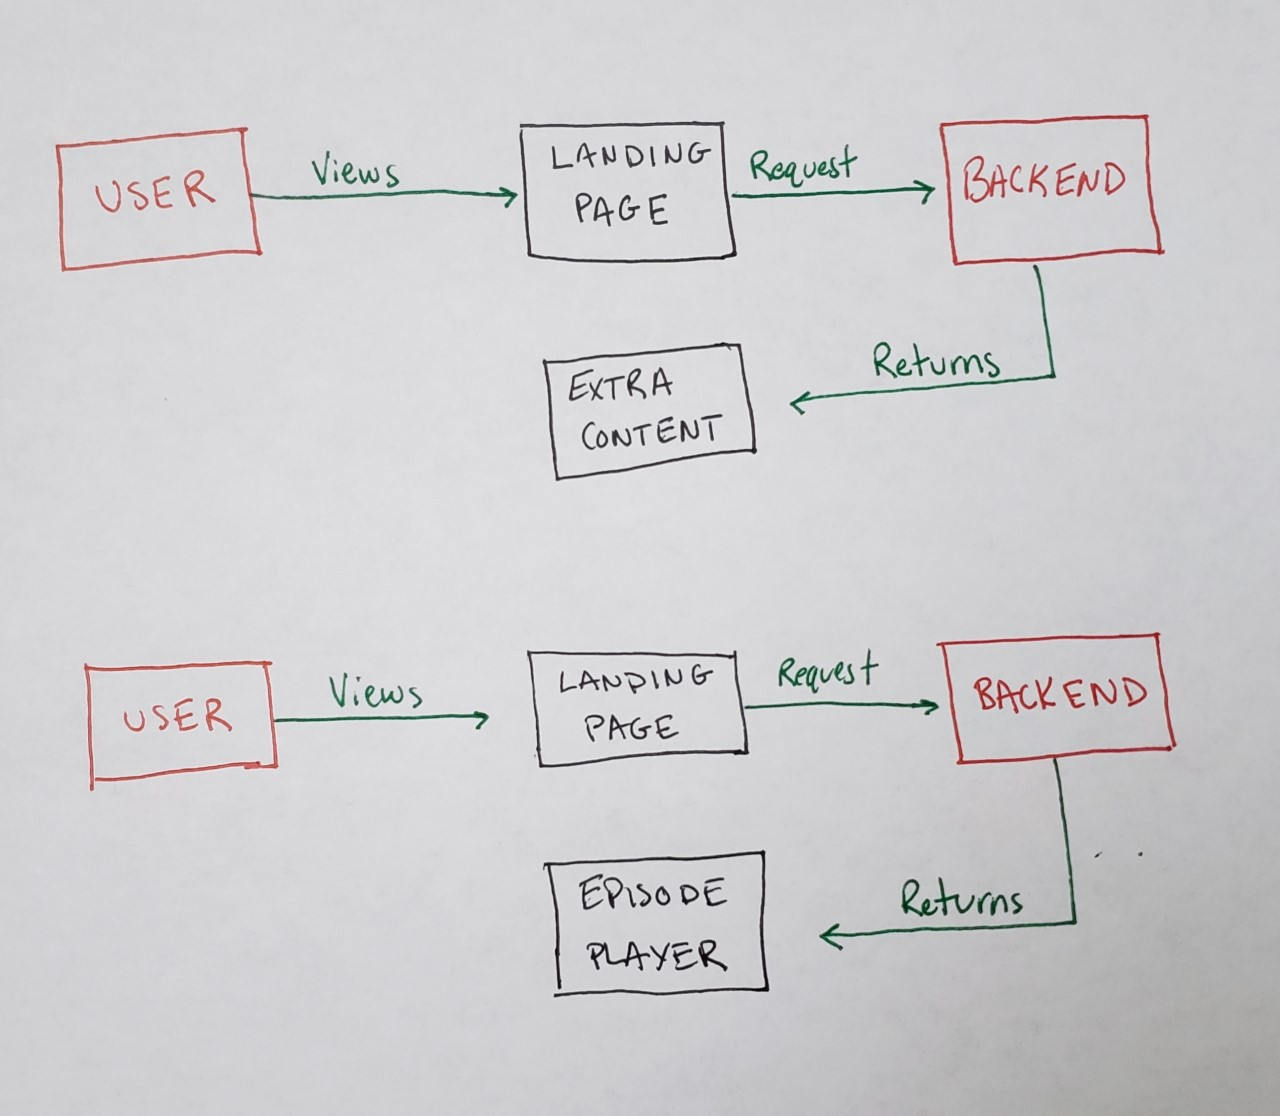 USER
Views
LANDING
PAGE
Request
BACKEND
Returns
EXTRA
CONTENT
USER
Views
LANDING
PAGE
Request
BACKEND
Returns
EPISODE
PLAYER